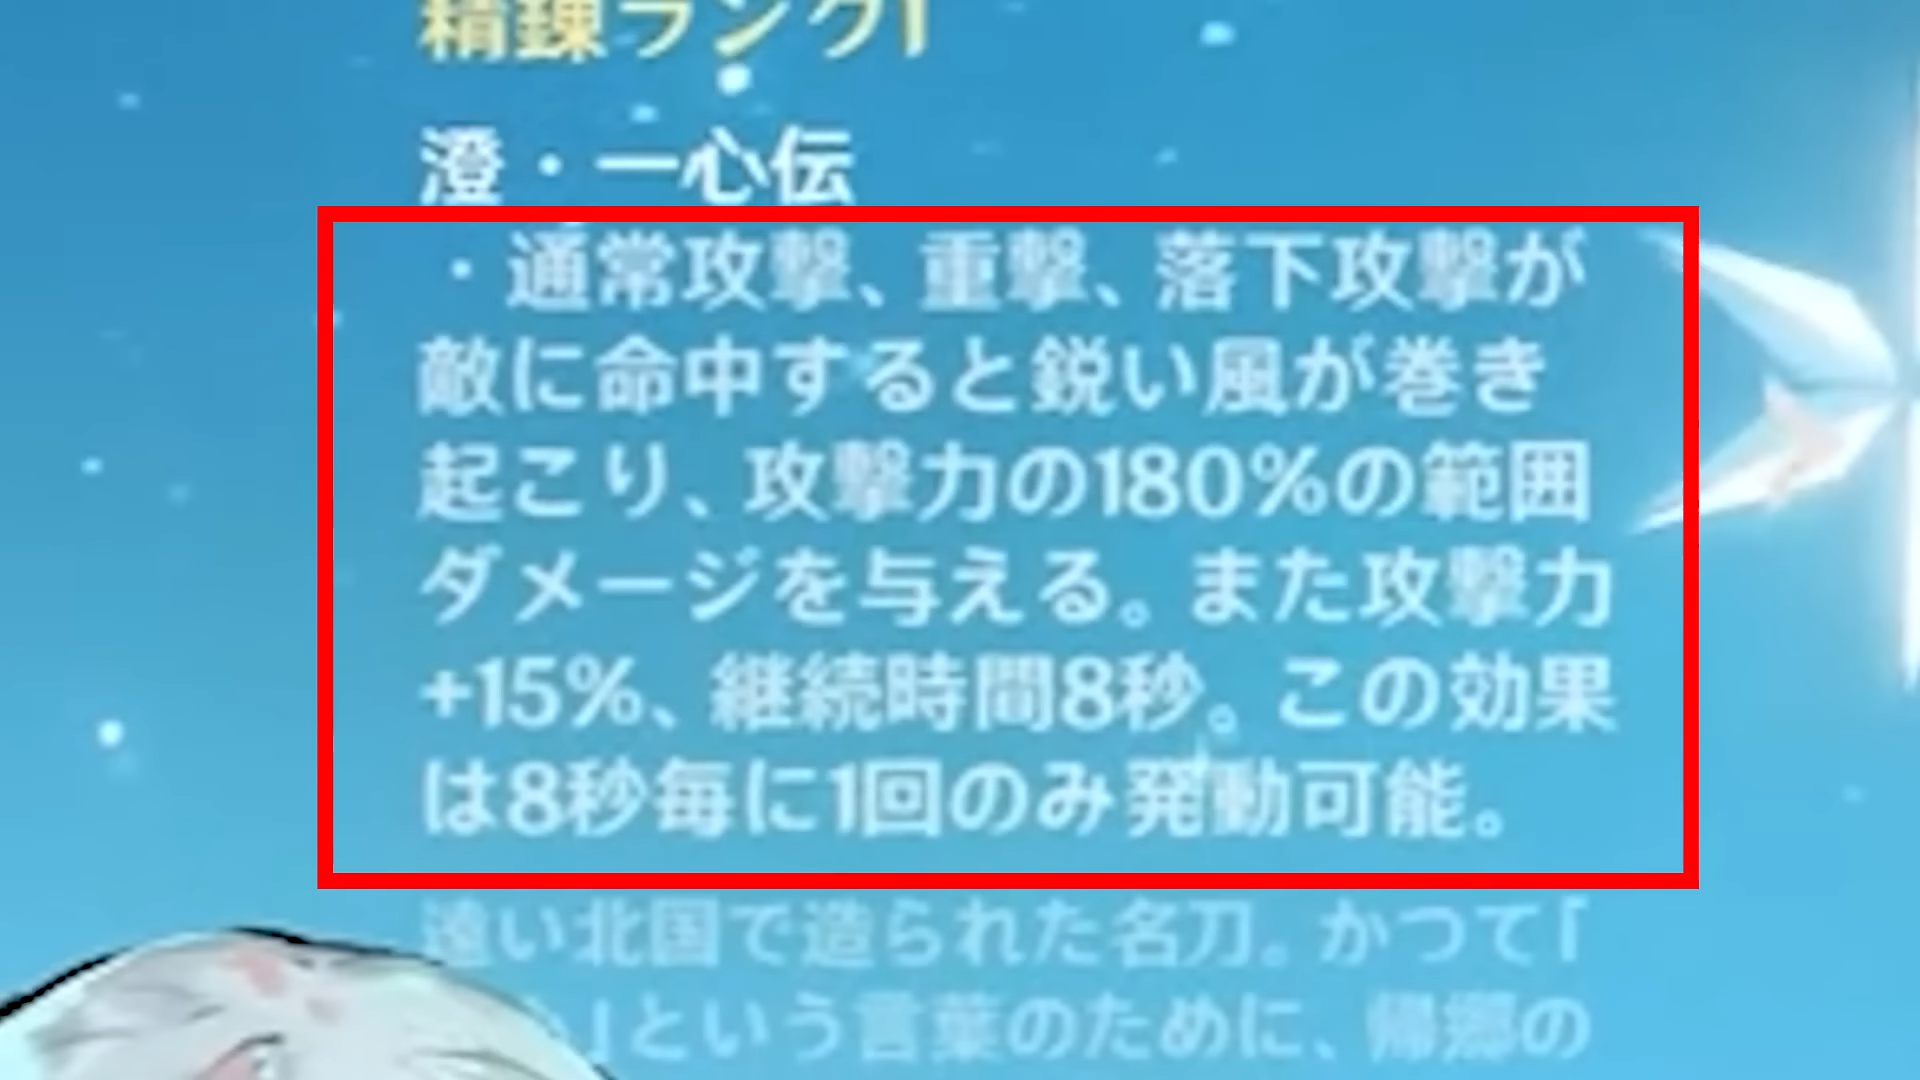 精錬ランク1
澄・一心伝
・通常攻撃、重撃、落下攻撃が
敵に命中すると鋭い風が巻き
起こり、攻撃力の180%の範囲
ダメージを与える。また攻撃力
+15%、継続時間8秒。この効果
は8秒毎に1回のみ発動可能。
遠い北国で造られた名刀。かつて「
」という言葉のために、帰郷の